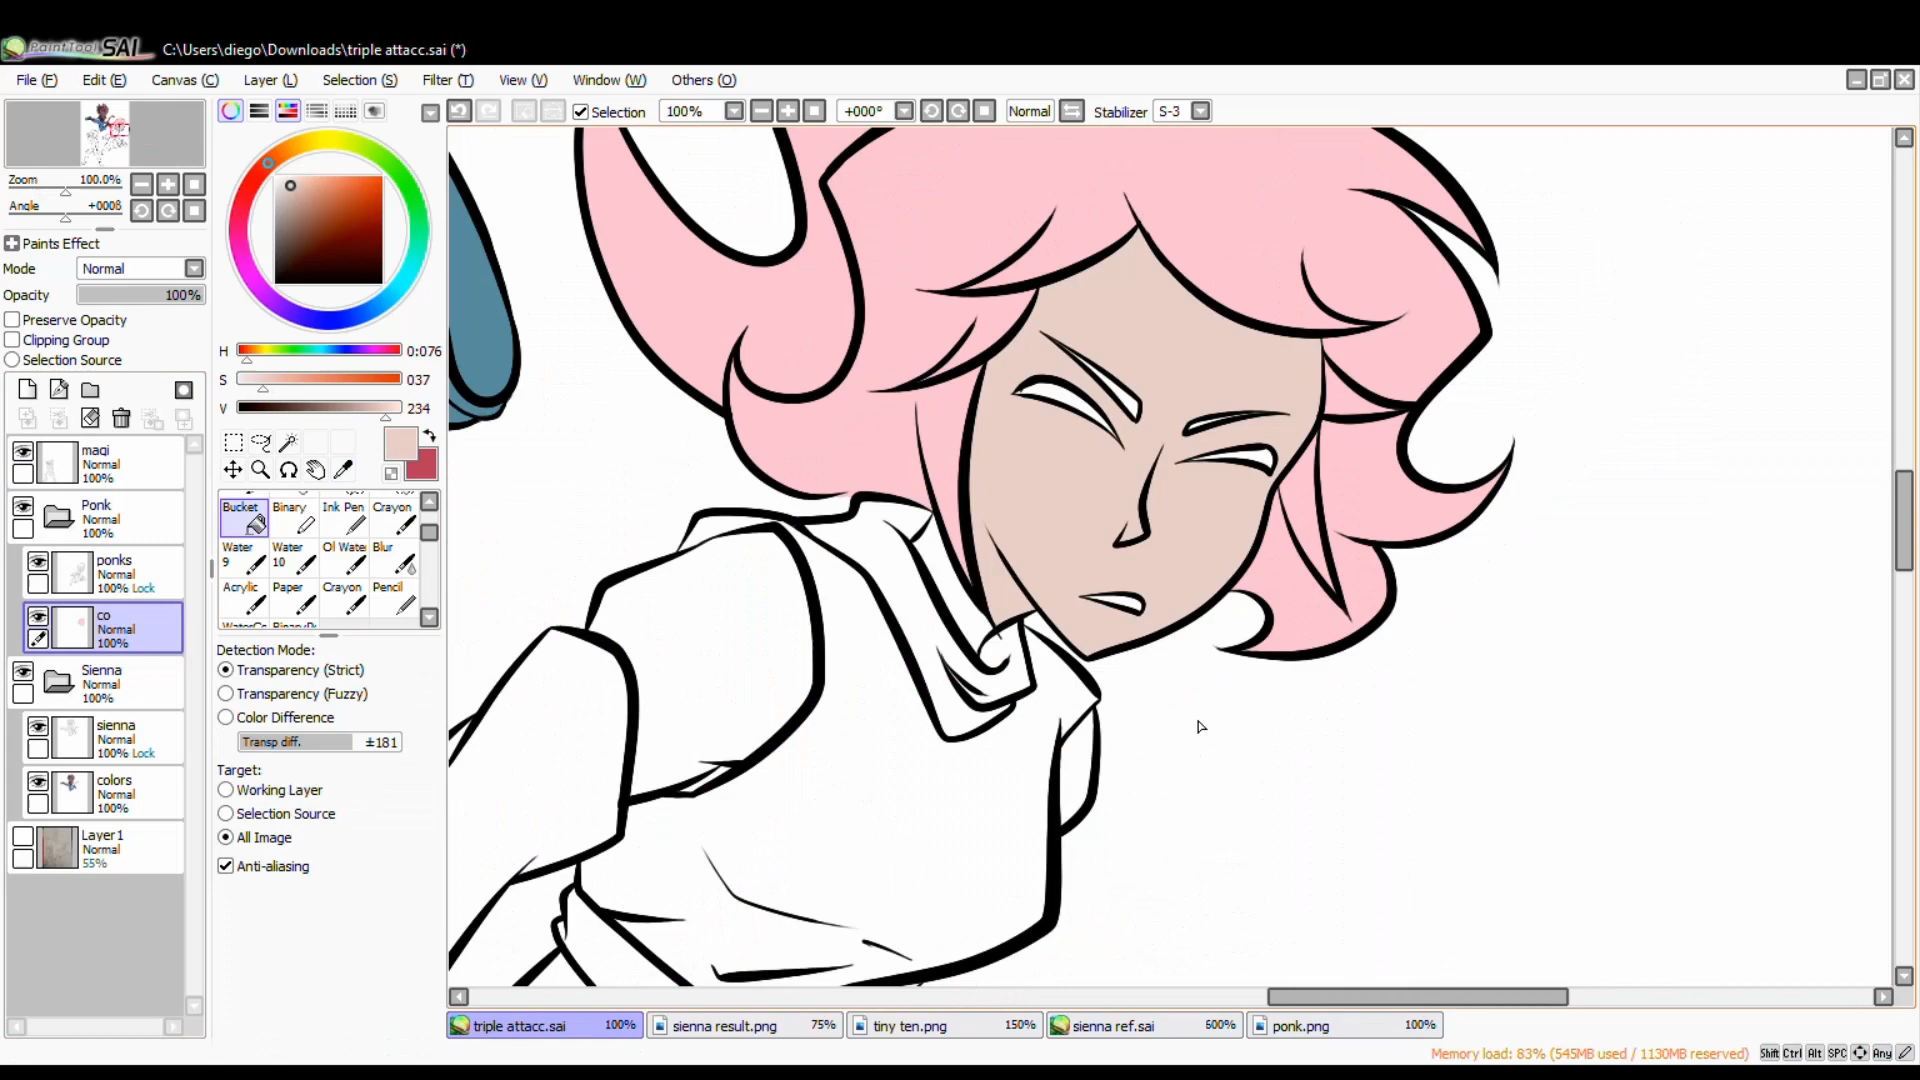 PaintTool SAI C:\Users\diego\Downloads\triple attacc.sai (*)
File (F) Edit (E) Canvas (C) Layer (L) Selection (S) Filter (T) View (V) Window (W) Others (O)
Selection 100% +000° Normal Stabilizer S-3
Zoom 100.0%
Angle +000°
Paints Effect
Mode Normal
Opacity 100%
Preserve Opacity
Clipping Group
Selection Source
H 0:076
S 037
V 234
magi
Normal
100%
Ponk
Normal
100%
ponks
Normal
100% Lock
co
Normal
100%
Sienna
Normal
100%
sienna
Normal
100% Lock
colors
Normal
100%
Layer1
Normal
55%
Bucket Binary Ink Pen Crayon
Water 9 Water 10 Ol Wate Blur
Acrylic Paper Crayon Pencil
Detection Mode:
Transparency (Strict)
Transparency (Fuzzy)
Color Difference
Transp diff. ±181
Target:
Working Layer
Selection Source
All Image
Anti-aliasing
triple attacc.sai 100% sienna result.png 75% tiny ten.png 150% sienna ref.sai 600% ponk.png 100%
Memory load: 83% (545MB used / 1130MB reserved) Shift Ctrl Alt SPC Any